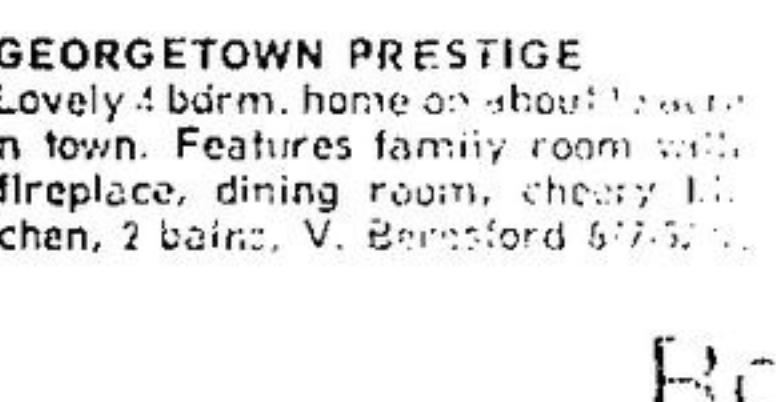 GEORGETOWN PRESTIGE
Lovely 4 bdrm. home on about
n town. Features family room with
fireplace, dining room, cheery ki
chen, 2 baths, V. Beresford